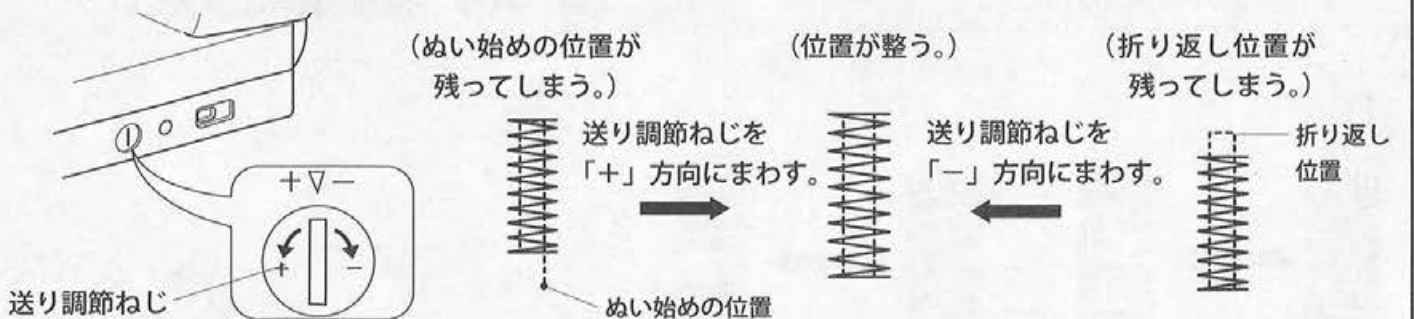 （ぬい始めの位置が
残ってしまう。）
（位置が整う。）
（折り返し位置が
残ってしまう。）
送り調節ねじを
「＋」方向にまわす。
送り調節ねじを
「－」方向にまわす。
折り返し
位置
＋▽－
＋ －
送り調節ねじ
ぬい始めの位置